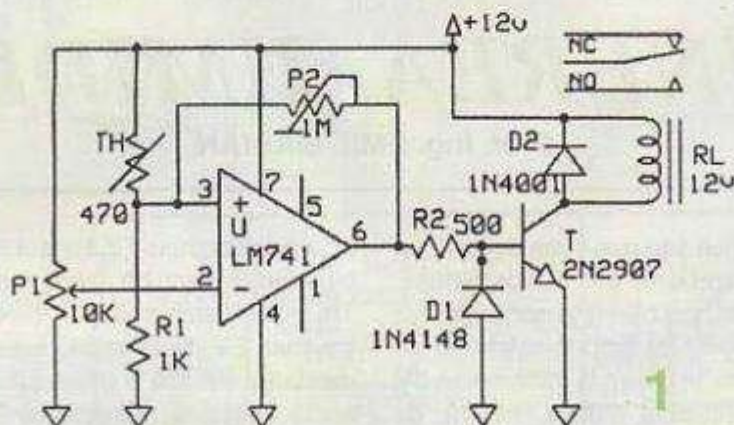 +12v
NC
NO
P2
1M
TH
470
D2
1N4001
RL
12v
3
+
7
5
U
LM741
6
R2
500
T
2N2907
P1
10K
2
-
4
1
R1
1K
D1
1N4148
1